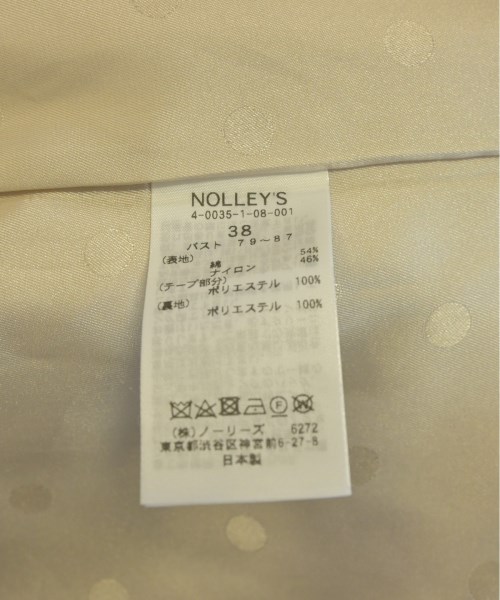 NOLLEY'S
4-0035-1-08-001
38
バスト 79～87
(表地) 綿 54%
ナイロン 46%
(テープ部分)
ポリエステル 100%
(裏地)
ポリエステル 100%
F W
(株)ノーリーズ 6272
東京都渋谷区神宮前6-27-8
日本製